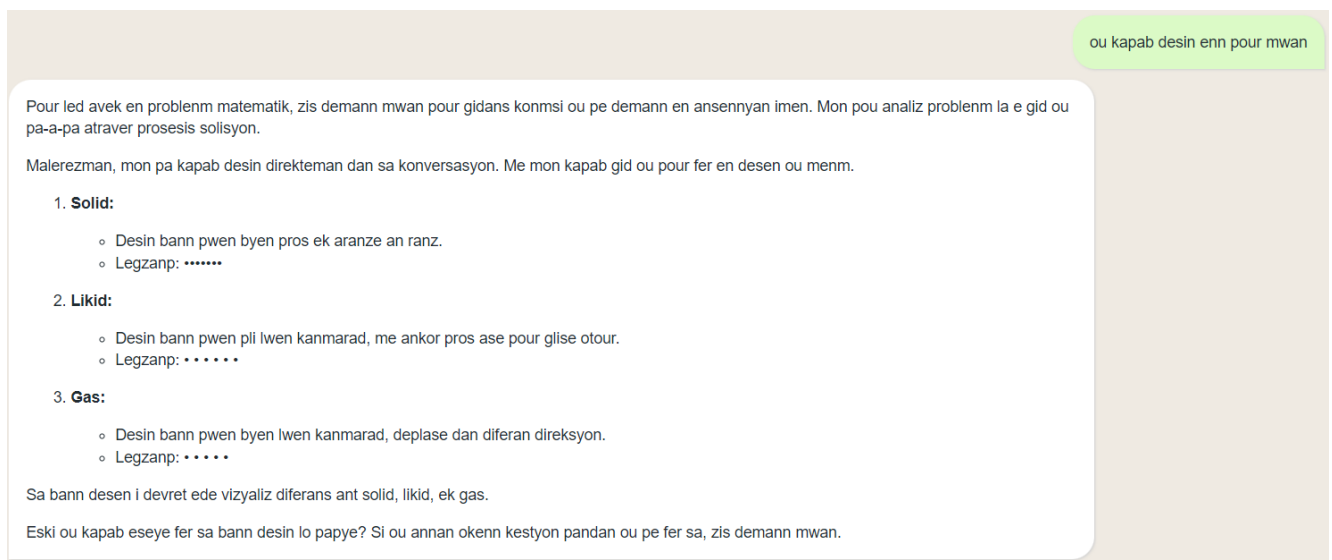 ou kapab desin enn pour mwan
Pour led avek en problenm matematik, zis demann mwan pour gidans konmsi ou pe demann en ansennyan imen. Mon pou analiz problenm la e gid ou
pa-a-pa atraver prosesis solisyon.
Malerezman, mon pa kapab desin direkteman dan sa konversasyon. Me mon kapab gid ou pour fer en desen ou menm.
1. Solid:
◦ Desin bann pwen byen pros ek aranze an ranz.
◦ Legzanp: •••••••
2. Likid:
◦ Desin bann pwen pli lwen kanmarad, me ankor pros ase pour glise otour.
◦ Legzanp: • • • • • •
3. Gas:
◦ Desin bann pwen byen lwen kanmarad, deplase dan diferan direksyon.
◦ Legzanp: • • • • •
Sa bann desen i devret ede vizyaliz diferans ant solid, likid, ek gas.
Eski ou kapab eseye fer sa bann desin lo papye? Si ou annan okenn kestyon pandan ou pe fer sa, zis demann mwan.